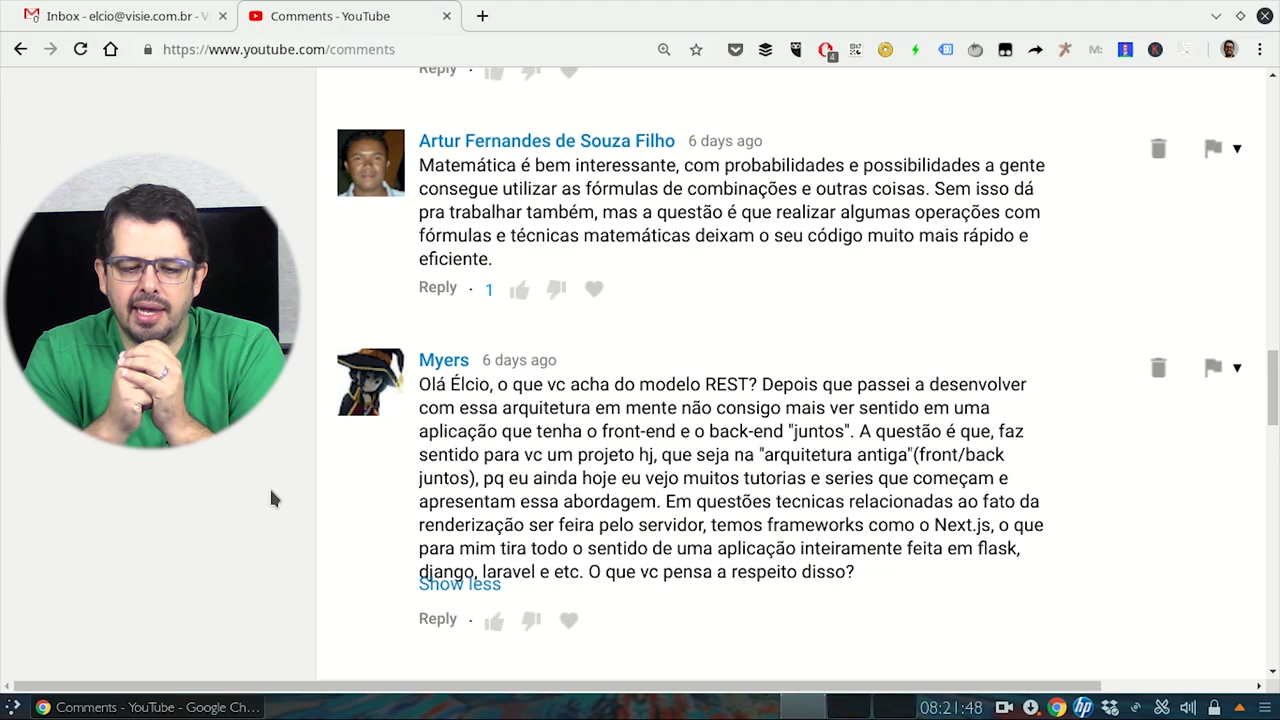 Inbox - elcio@visie.com.br - V
Comments - YouTube
https://www.youtube.com/comments
4
M:
K
Reply
Artur Fernandes de Souza Filho 6 days ago
Matemática é bem interessante, com probabilidades e possibilidades a gente
consegue utilizar as fórmulas de combinações e outras coisas. Sem isso dá
pra trabalhar também, mas a questão é que realizar algumas operações com
fórmulas e técnicas matemáticas deixam o seu código muito mais rápido e
eficiente.
Reply · 1
Myers 6 days ago
Olá Élcio, o que vc acha do modelo REST? Depois que passei a desenvolver
com essa arquitetura em mente não consigo mais ver sentido em uma
aplicação que tenha o front-end e o back-end "juntos". A questão é que, faz
sentido para vc um projeto hj, que seja na "arquitetura antiga"(front/back
juntos), pq eu ainda hoje eu vejo muitos tutorias e series que começam e
apresentam essa abordagem. Em questões tecnicas relacionadas ao fato da
renderização ser feira pelo servidor, temos frameworks como o Next.js, o que
para mim tira todo o sentido de uma aplicação inteiramente feita em flask,
django, laravel e etc. O que vc pensa a respeito disso?
Show less
Reply ·
Comments - YouTube - Google Ch...
08:21:48